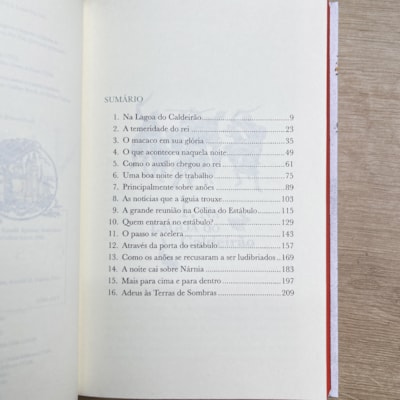 SUMÁRIO
1. Na Lagoa do Caldeirão 9
2. A temeridade do rei 23
3. O macaco em sua glória 35
4. O que aconteceu naquela noite 49
5. Como o auxílio chegou ao rei 61
6. Uma boa noite de trabalho 75
7. Principalmente sobre anões 89
8. As notícias que a águia trouxe 103
9. A grande reunião na Colina do Estábulo 115
10. Quem entrará no estábulo? 129
11. O passo se acelera 143
12. Através da porta do estábulo 157
13. Como os anões se recusaram a ser ludibriados 169
14. A noite cai sobre Nárnia 183
15. Mais para cima e para dentro 197
16. Adeus às Terras de Sombras 209